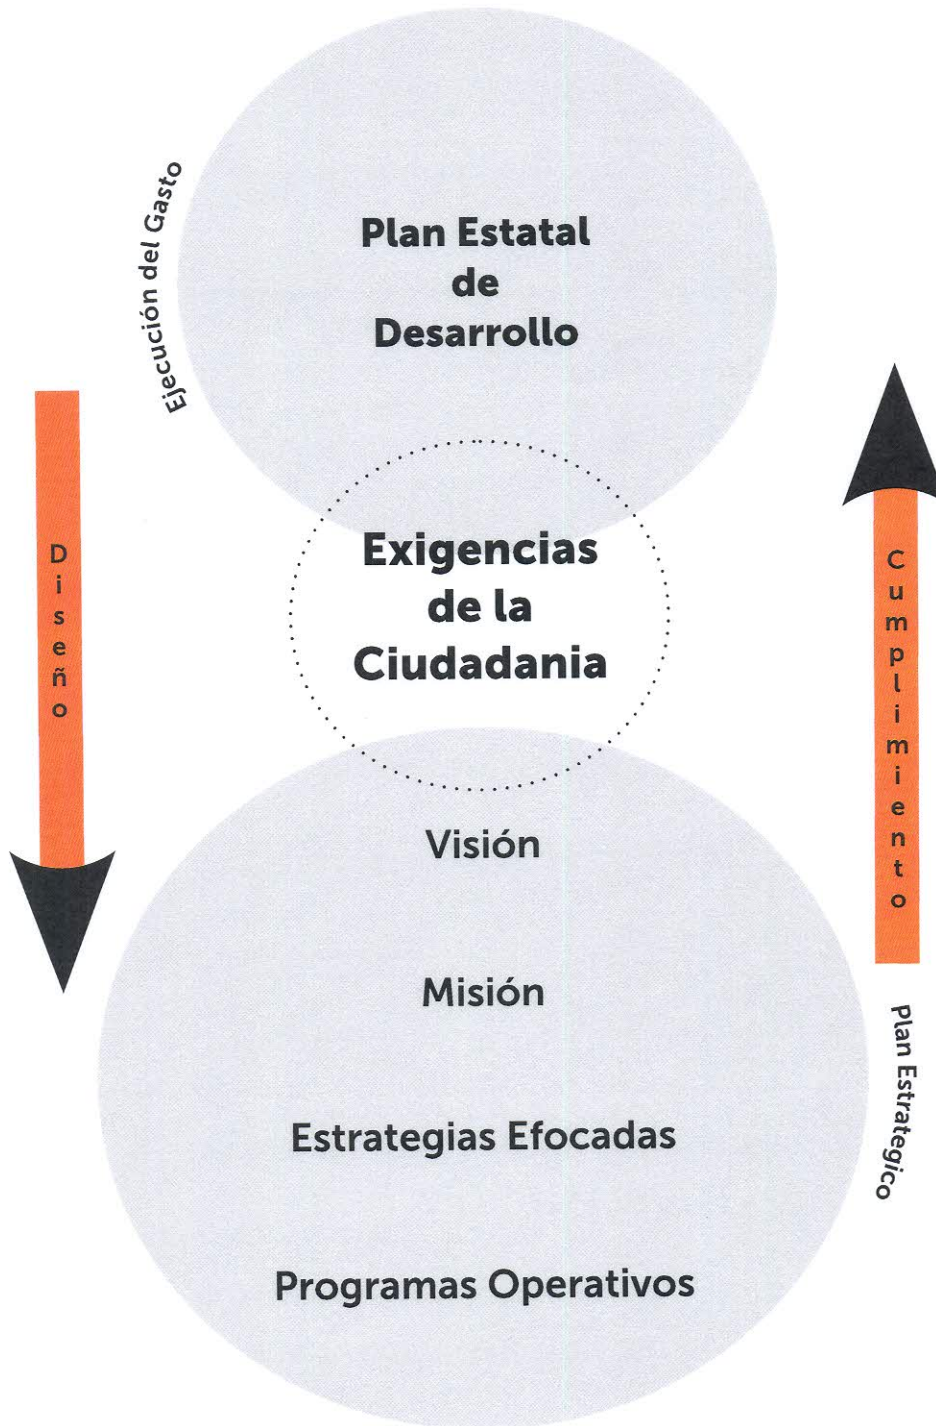 Ejecución del Gasto
Plan Estatal
de
Desarrollo
Diseño
Exigencias
de la
Ciudadania
Cumplimiento
Visión
Misión
Estrategias Efocadas
Programas Operativos
Plan Estrategico